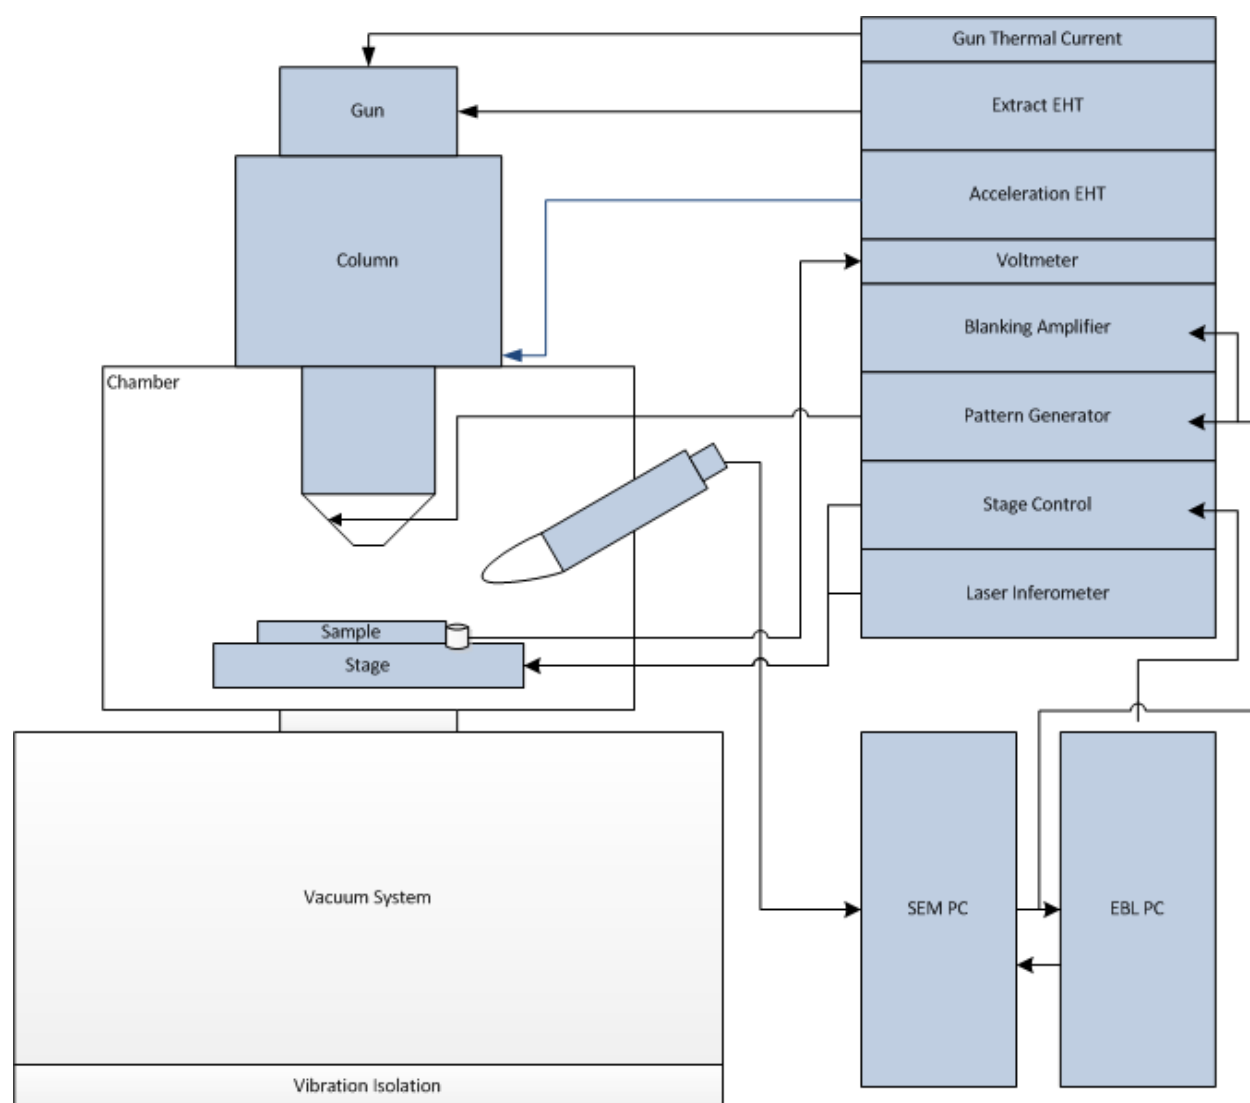 Gun Thermal Current
Gun
Extract EHT
Acceleration EHT
Column
Voltmeter
Blanking Amplifier
Chamber
Pattern Generator
Stage Control
Laser Inferometer
Sample
Stage
Vacuum System
SEM PC
EBL PC
Vibration Isolation